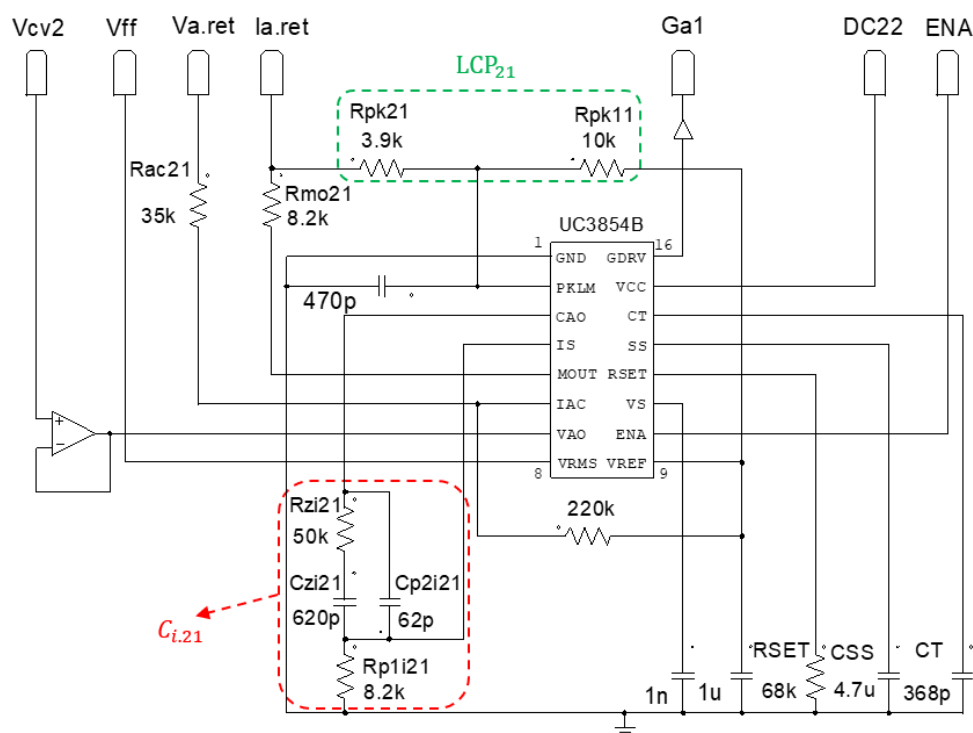 Vcv2 Vff Va.ret Ia.ret Ga1 DC22 ENA
LCP21
Rpk21 Rpk11
3.9k 10k
Rac21
35k
Rmo21
8.2k
UC3854B
1 16
GND GDRV
PKLM VCC
CAO CT
IS SS
MOUT RSET
IAC VS
VAO ENA
VRMS VREF
8 9
470p
+
−
Rzi21
50k
220k
Czi21 Cp2i21
620p 62p
Ci.21
Rp1i21
8.2k
1n 1u
RSET CSS CT
68k 4.7u 368p